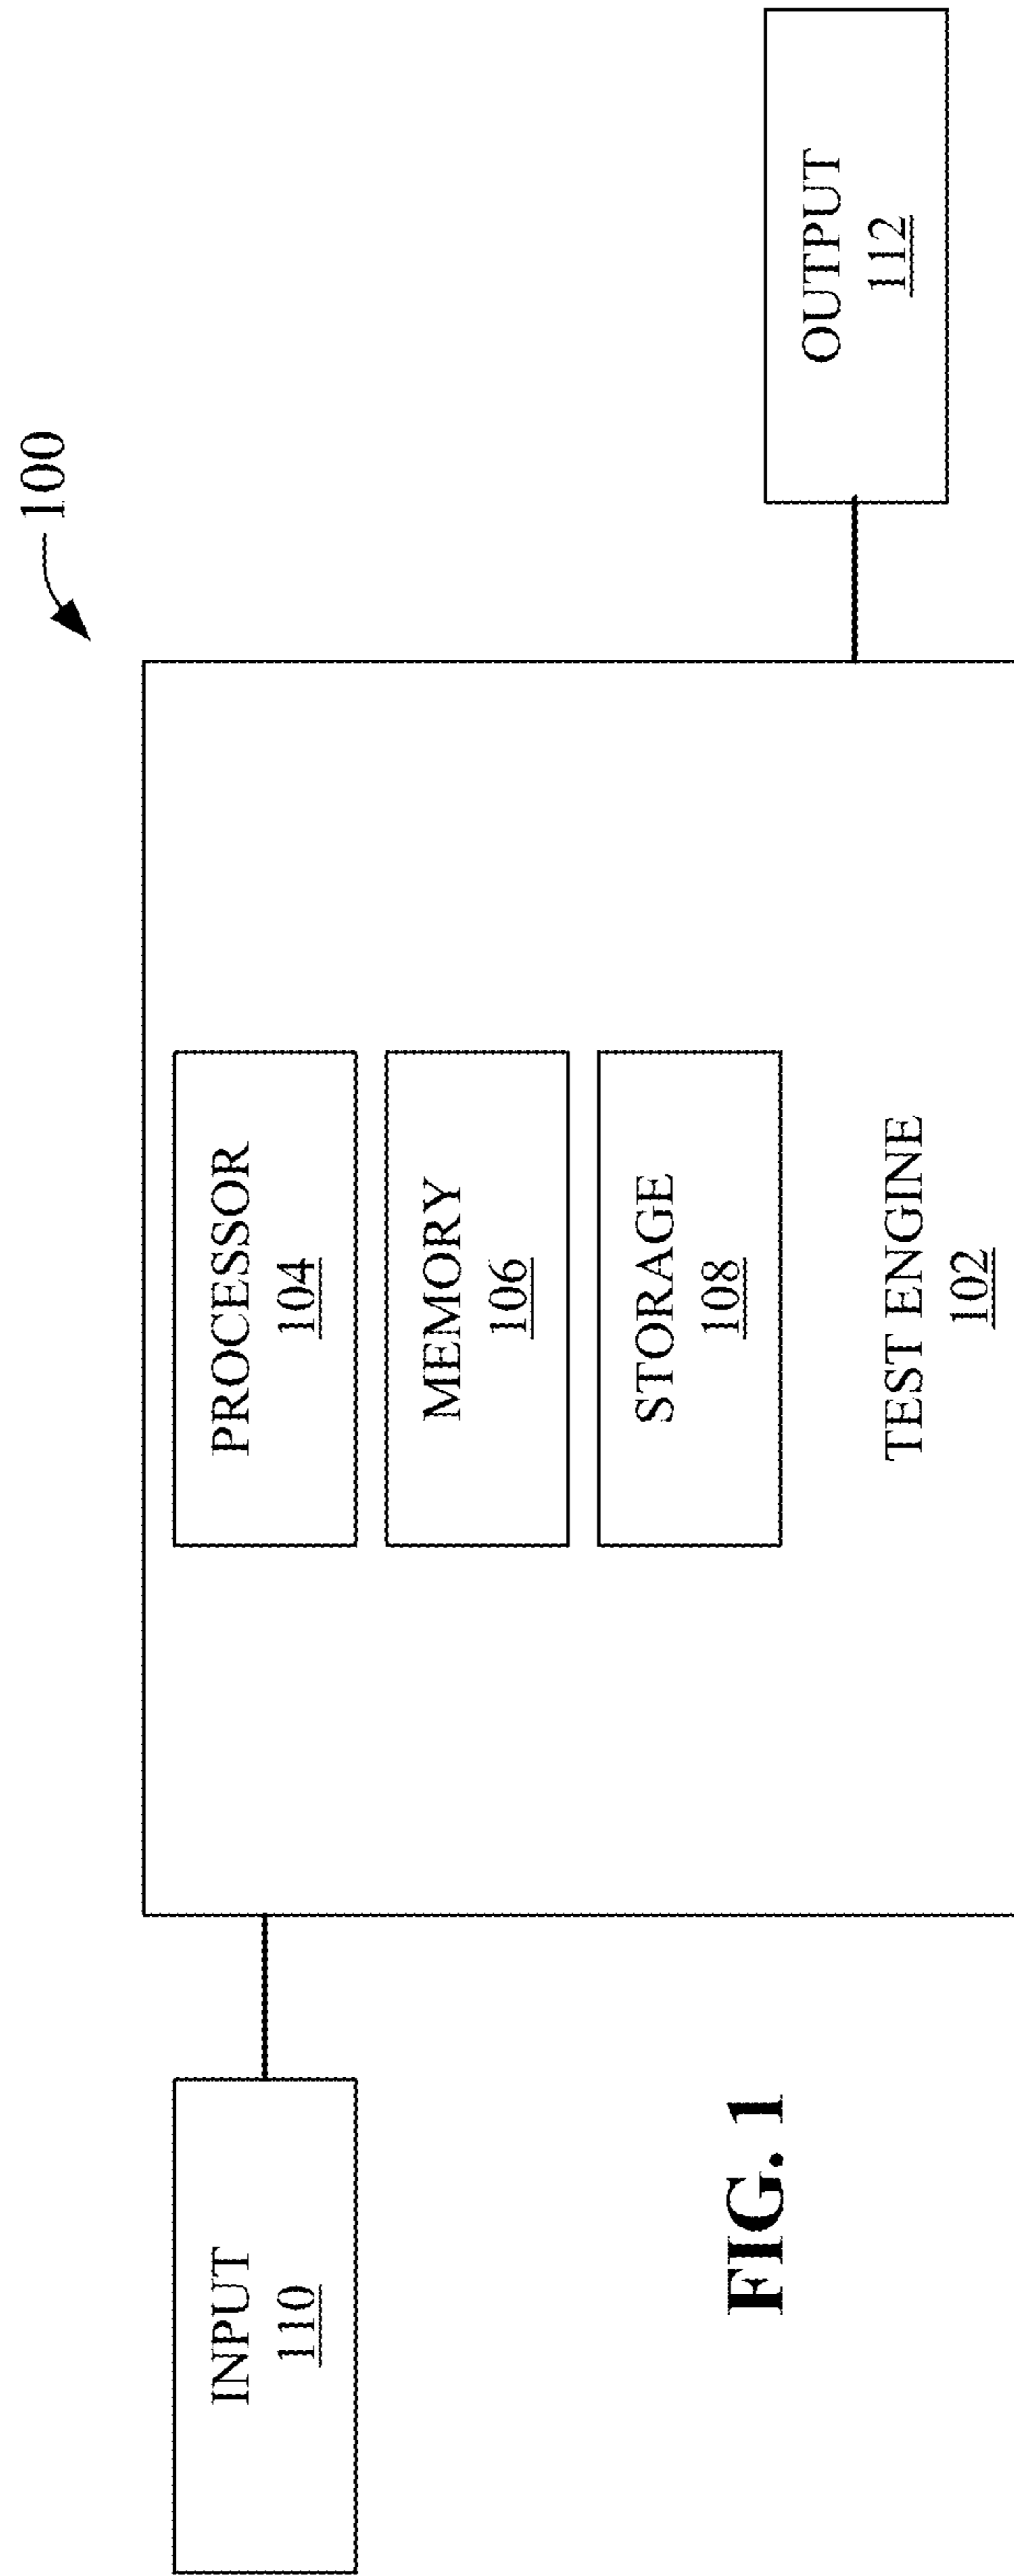 100
INPUT
110
PROCESSOR
104
MEMORY
106
STORAGE
108
TEST ENGINE
102
OUTPUT
112
FIG. 1